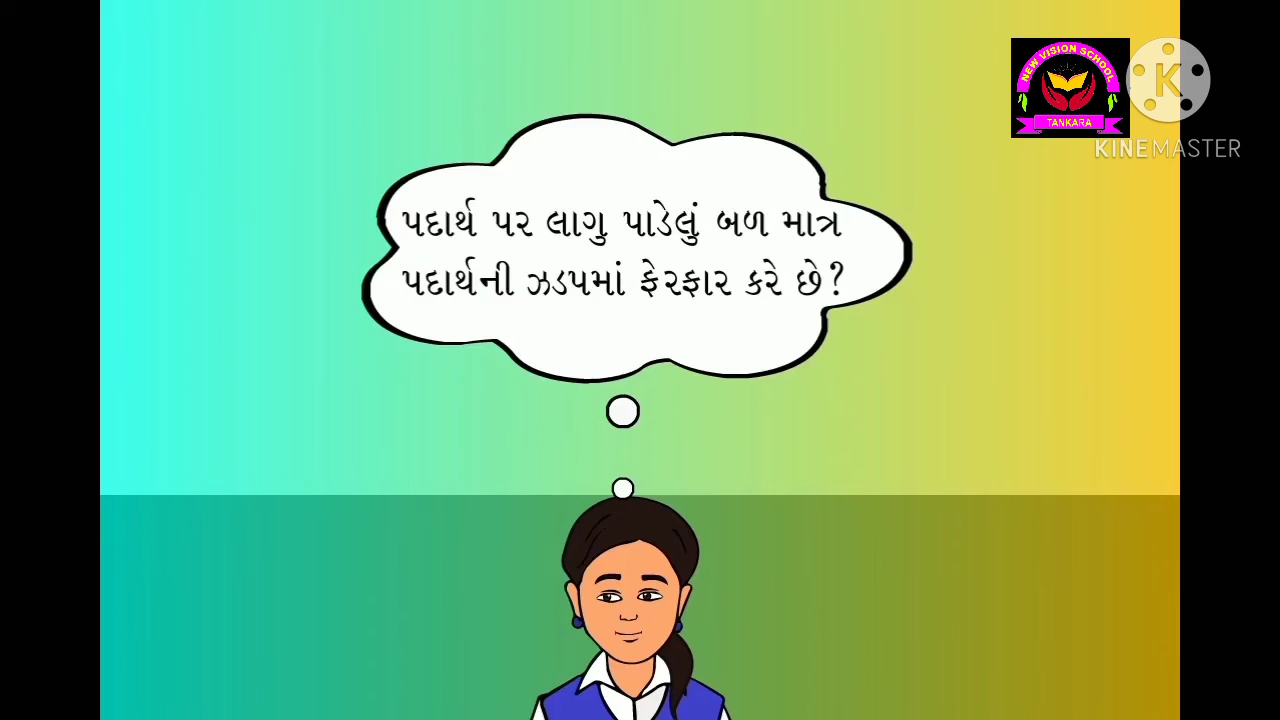 NEW VISION SCHOOL
TANKARA
K
KINEMASTER
પદાર્થ પર લાગુ પાડેલું બળ માત્ર
પદાર્થની ઝડપમાં ફેરફાર કરે છે?